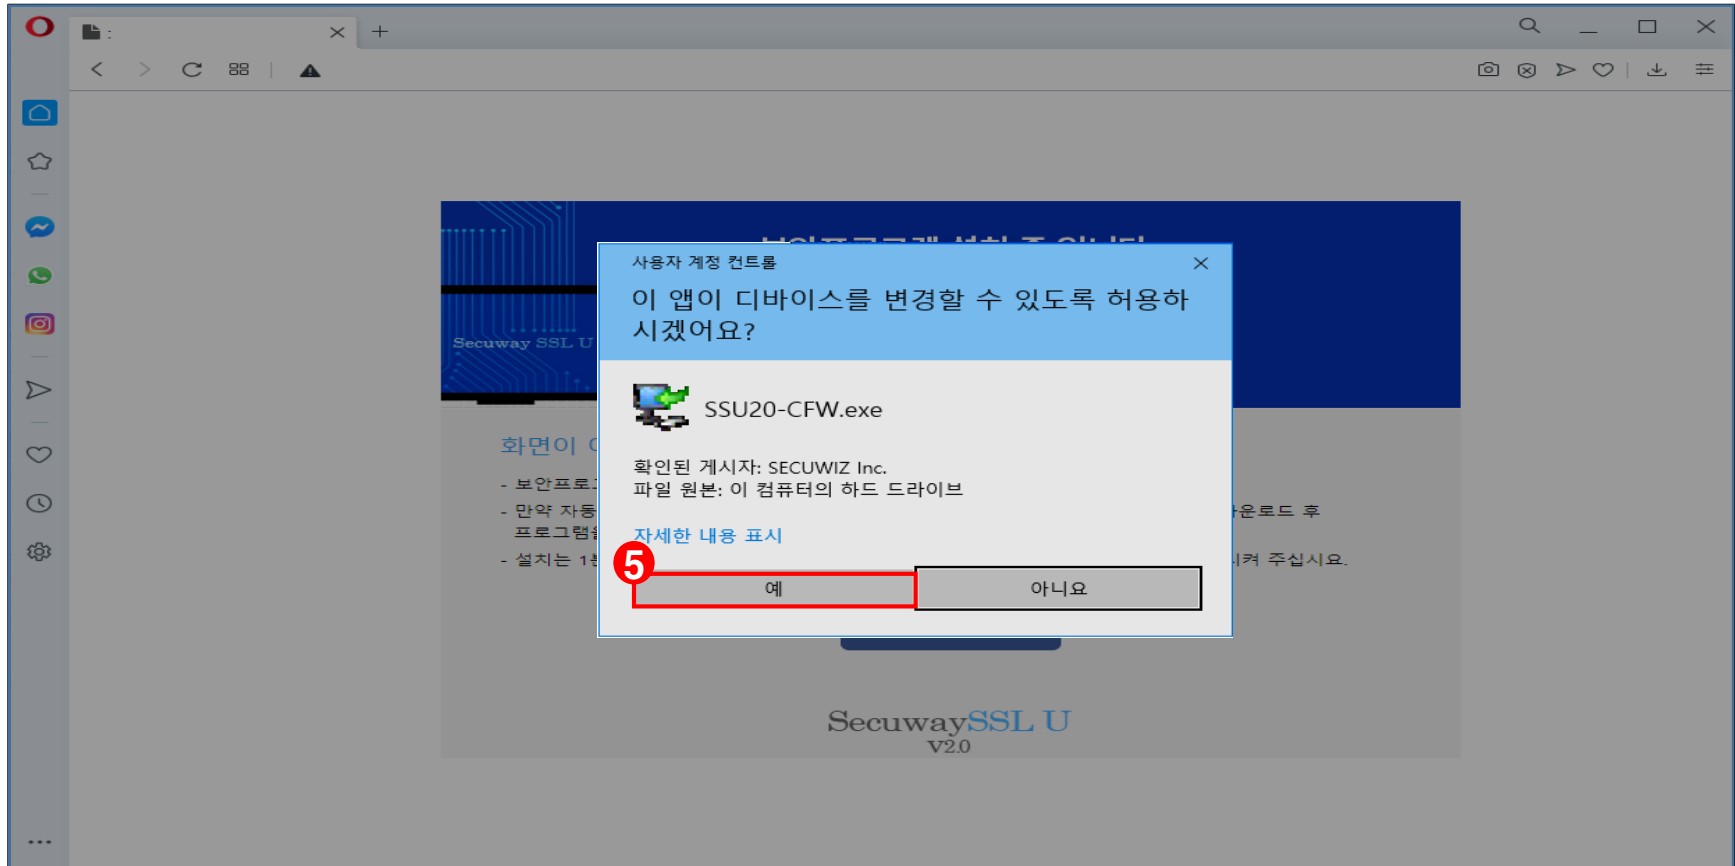 :
Secuway SSL U
사용자 계정 컨트롤
이 앱이 디바이스를 변경할 수 있도록 허용하
시겠어요?
SSU20-CFW.exe
확인된 게시자: SECUWIZ Inc.
파일 원본: 이 컴퓨터의 하드 드라이브
자세한 내용 표시
5
예
아니요
화면이
- 보안프로
- 만약 자동
운로드 후
프로그램
- 설치는 1
시켜 주십시요.
SecuwaySSL U
V2.0